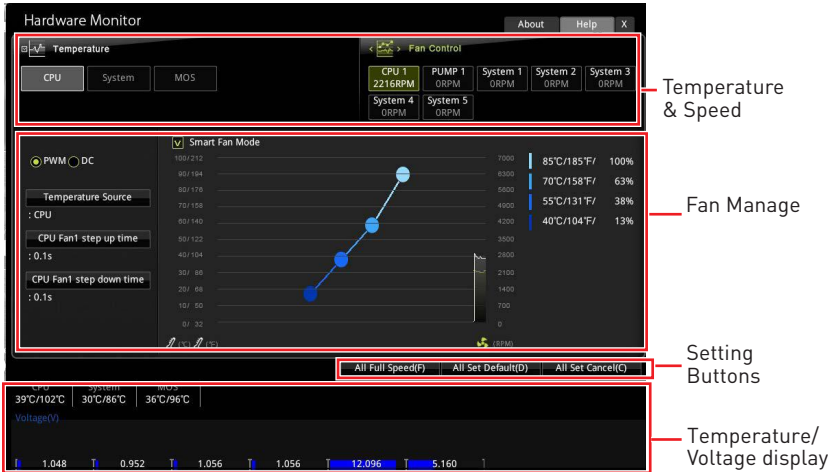 Hardware Monitor
About Help X
Temperature
< > Fan Control
CPU System MOS
CPU 1 PUMP 1 System 1 System 2 System 3
2216RPM 0RPM 0RPM 0RPM 0RPM
System 4 System 5
0RPM 0RPM
Temperature
& Speed
V Smart Fan Mode
PWM DC
Temperature Source
: CPU
CPU Fan1 step up time
: 0.1s
CPU Fan1 step down time
: 0.1s
100/212 7000
90/194 6300
80/176 5600
70/158 4900
60/140 4200
50/122 3500
40/104 2800
30/ 86 2100
20/ 68 1400
10/ 50 700
0/ 32 0
(°C) (°F) (RPM)
85℃/185℉/ 100%
70℃/158℉/ 63%
55℃/131℉/ 38%
40℃/104℉/ 13%
Fan Manage
All Full Speed(F) All Set Default(D) All Set Cancel(C)
Setting
Buttons
CPU System MOS
39℃/102℃ 30℃/86℃ 36℃/96℃
Voltage(V)
1.048 0.952 1.056 1.056 12.096 5.160
Temperature/
Voltage display